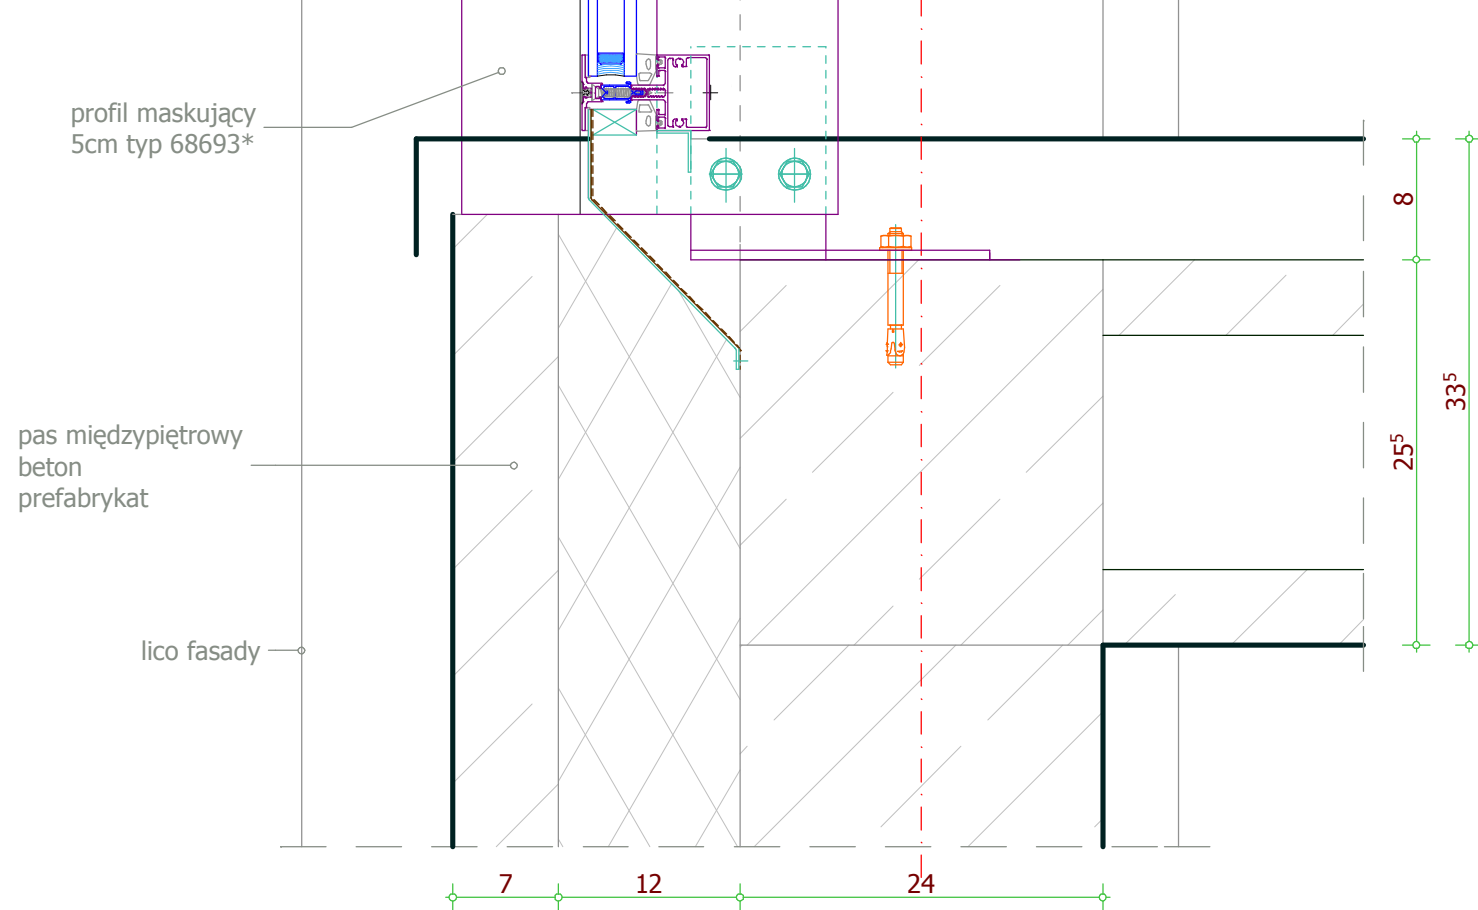 profil maskujący
5cm typ 68693*
8
33⁵
pas międzypiętrowy
beton
prefabrykat
25⁵
lico fasady
7
12
24